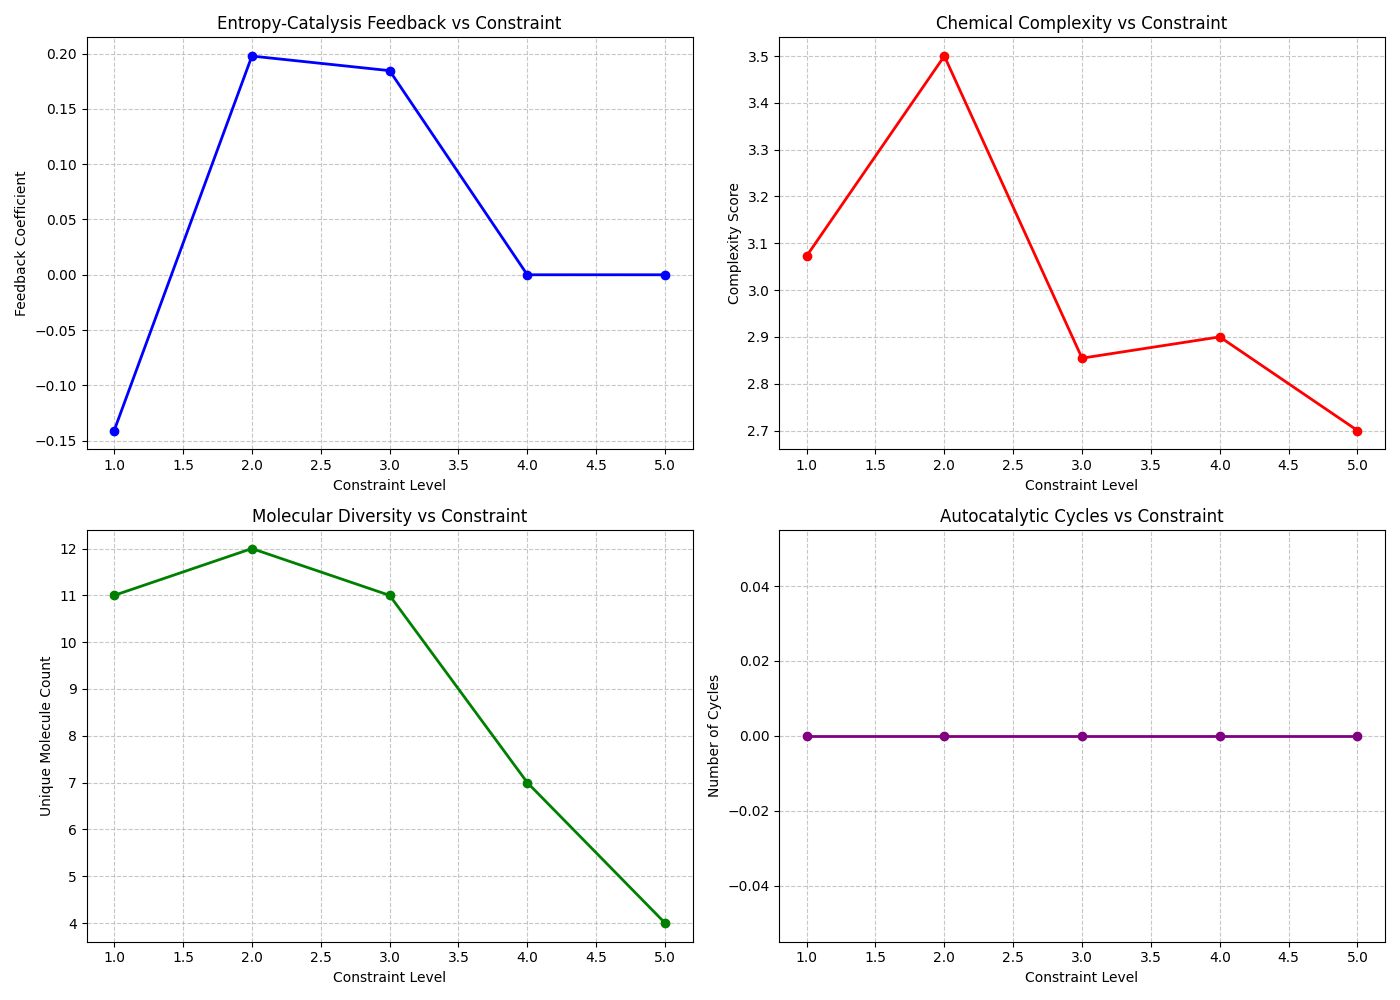 Entropy-Catalysis Feedback vs Constraint
Feedback Coefficient
0.20
0.15
0.10
0.05
0.00
−0.05
−0.10
−0.15
1.0 1.5 2.0 2.5 3.0 3.5 4.0 4.5 5.0
Constraint Level
Chemical Complexity vs Constraint
Complexity Score
3.5
3.4
3.3
3.2
3.1
3.0
2.9
2.8
2.7
1.0 1.5 2.0 2.5 3.0 3.5 4.0 4.5 5.0
Constraint Level
Molecular Diversity vs Constraint
Unique Molecule Count
12
11
10
9
8
7
6
5
4
1.0 1.5 2.0 2.5 3.0 3.5 4.0 4.5 5.0
Constraint Level
Autocatalytic Cycles vs Constraint
Number of Cycles
0.04
0.02
0.00
−0.02
−0.04
1.0 1.5 2.0 2.5 3.0 3.5 4.0 4.5 5.0
Constraint Level